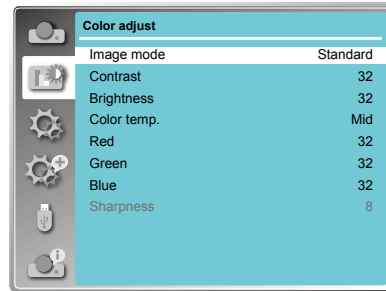 Color adjust
Image mode Standard
Contrast 32
Brightness 32
Color temp. Mid
Red 32
Green 32
Blue 32
Sharpness 8